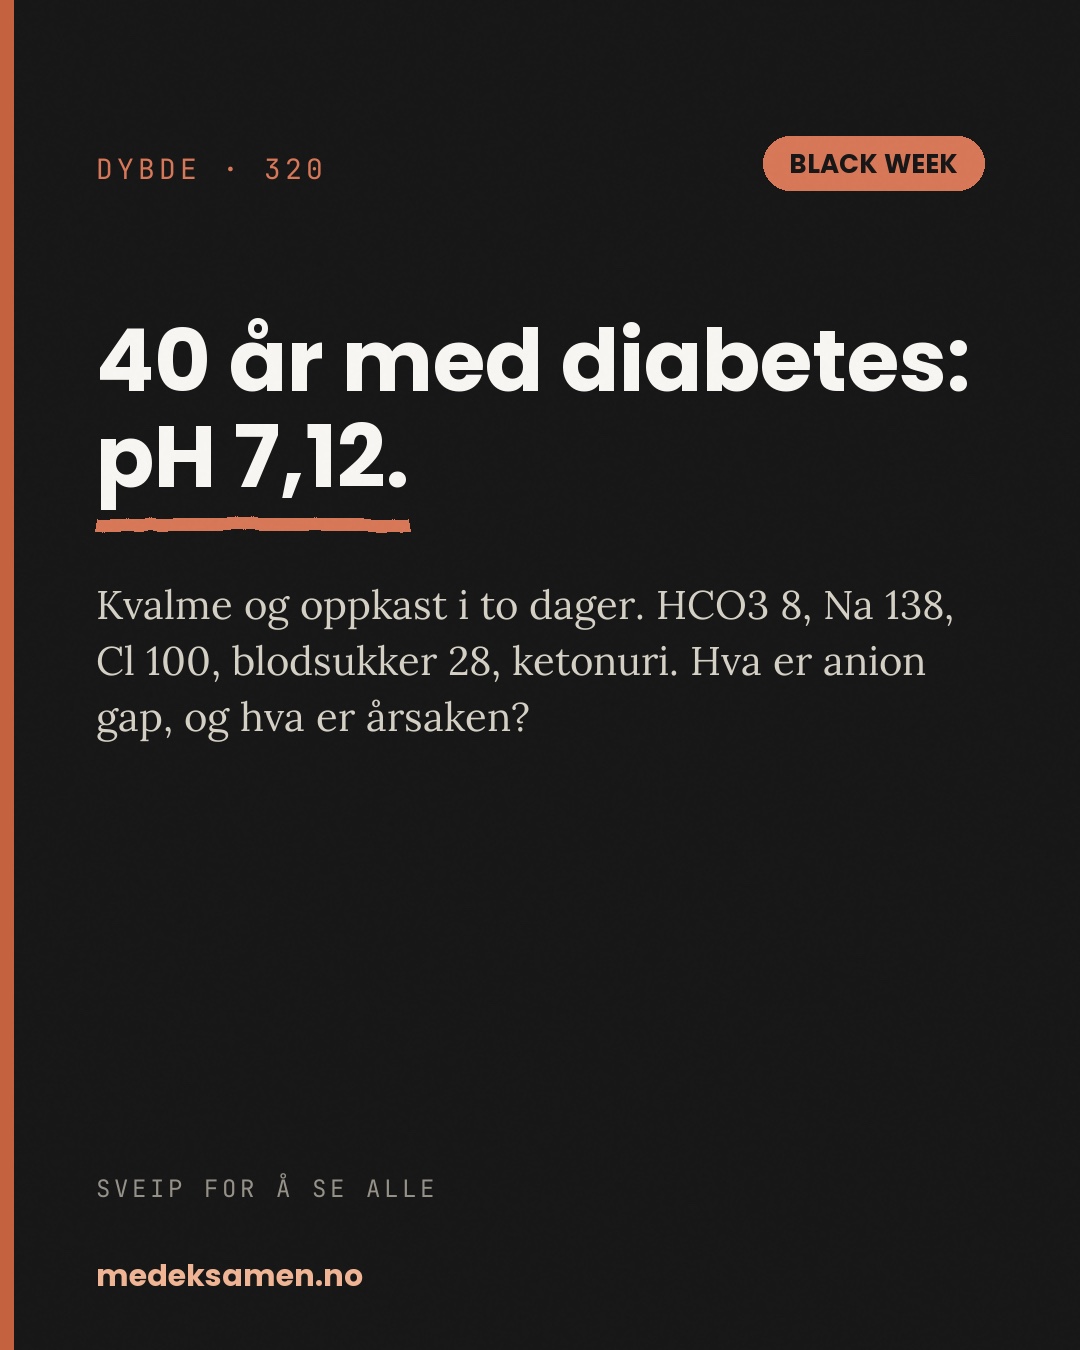 DYBDE · 320
BLACK WEEK
40 år med diabetes:
pH 7,12.
Kvalme og oppkast i to dager. HCO3 8, Na 138,
Cl 100, blodsukker 28, ketonuri. Hva er anion
gap, og hva er årsaken?
SVEIP FOR Å SE ALLE
medeksamen.no